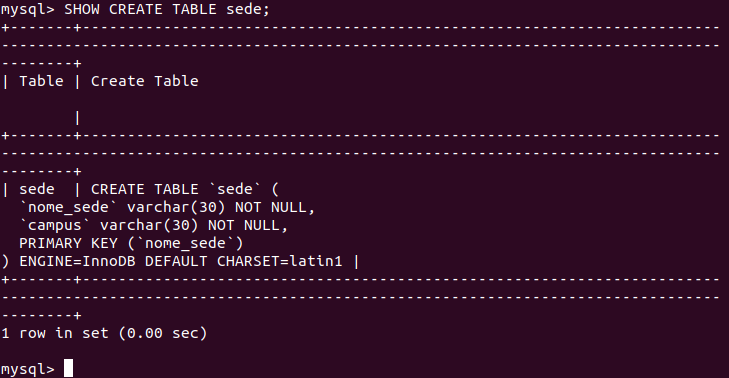 mysql> SHOW CREATE TABLE sede;
+-------+-----------------------------------------------------------------------
--------------------------------------------------------------------------------
--------+
| Table | Create Table

        |
+-------+-----------------------------------------------------------------------
--------------------------------------------------------------------------------
--------+
| sede  | CREATE TABLE `sede` (
  `nome_sede` varchar(30) NOT NULL,
  `campus` varchar(30) NOT NULL,
  PRIMARY KEY (`nome_sede`)
) ENGINE=InnoDB DEFAULT CHARSET=latin1 |
+-------+-----------------------------------------------------------------------
--------------------------------------------------------------------------------
--------+
1 row in set (0.00 sec)

mysql>